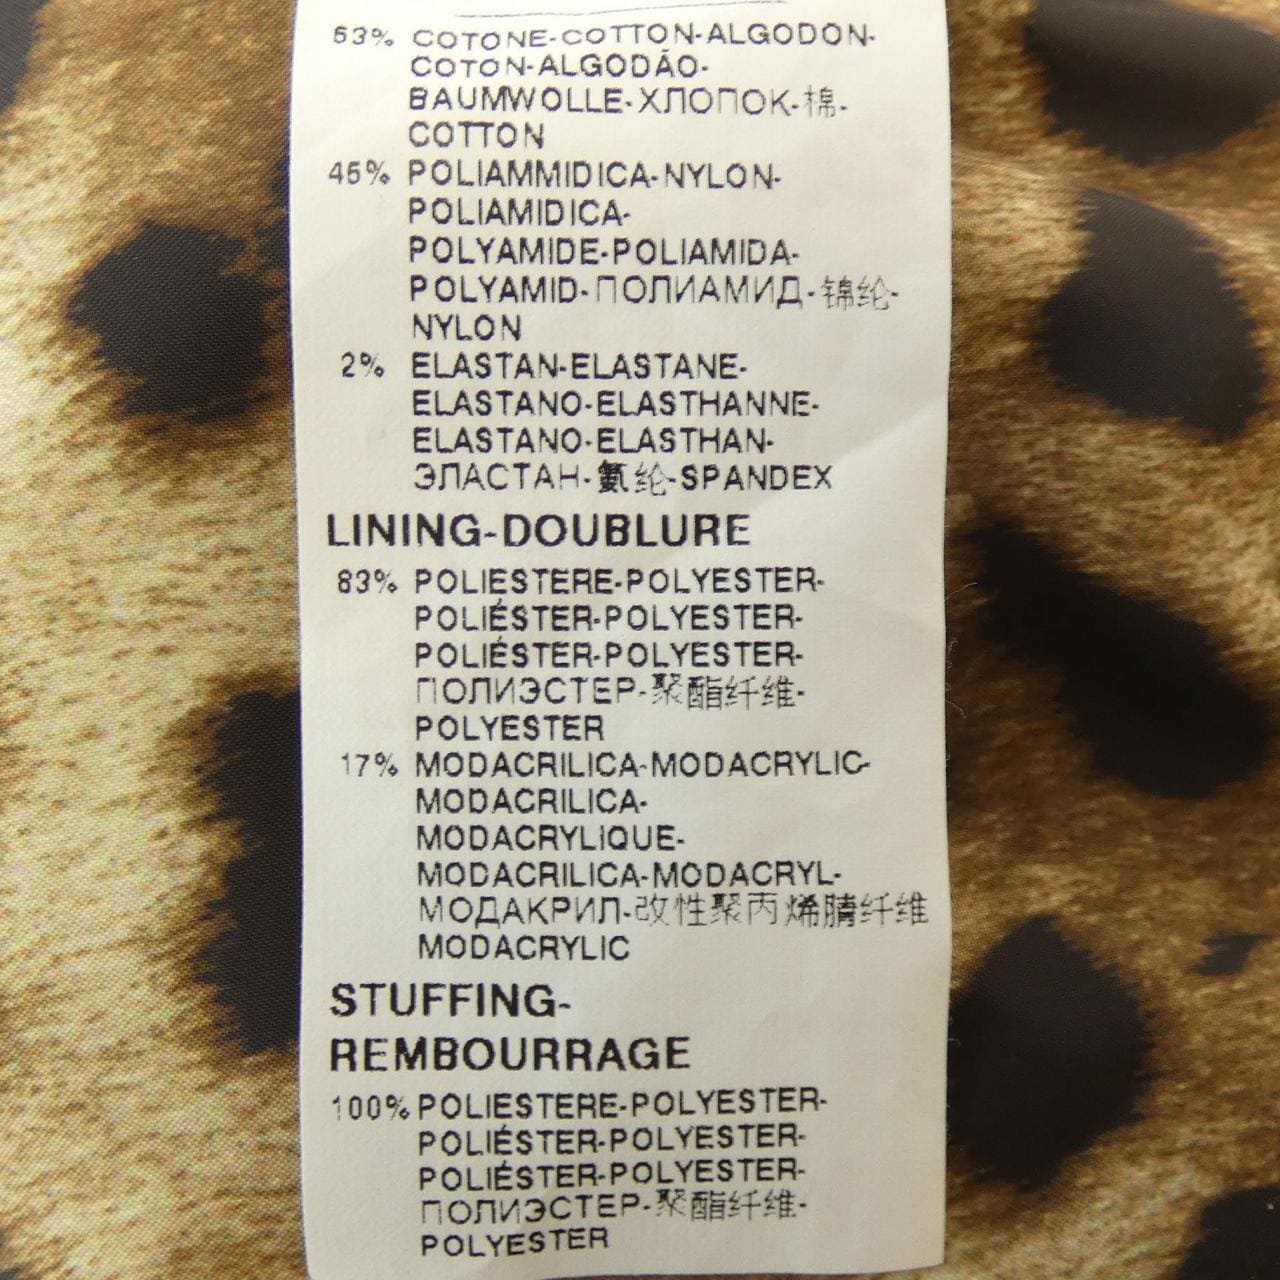 53% COTONE-COTTON-ALGODON-
COTON-ALGODÃO-
BAUMWOLLE-ХЛОПОК-棉-
COTTON
45% POLIAMMIDICA-NYLON-
POLIAMIDICA-
POLYAMIDE-POLIAMIDA-
POLYAMID-ПОЛИАМИД-锦纶-
NYLON
2% ELASTAN-ELASTANE-
ELASTANO-ELASTHANNE-
ELASTANO-ELASTHAN-
ЭЛАСТАН-氨纶-SPANDEX
LINING-DOUBLURE
83% POLIESTERE-POLYESTER-
POLIÉSTER-POLYESTER-
POLIÉSTER-POLYESTER-
ПОЛИЭСТЕР-聚酯纤维-
POLYESTER
17% MODACRILICA-MODACRYLIC-
MODACRILICA-
MODACRYLIQUE-
MODACRILICA-MODACRYL-
МОДАКРИЛ-改性聚丙烯腈纤维
MODACRYLIC
STUFFING-
REMBOURRAGE
100% POLIESTERE-POLYESTER-
POLIÉSTER-POLYESTER-
POLIÉSTER-POLYESTER-
ПОЛИЭСТЕР-聚酯纤维-
POLYESTER